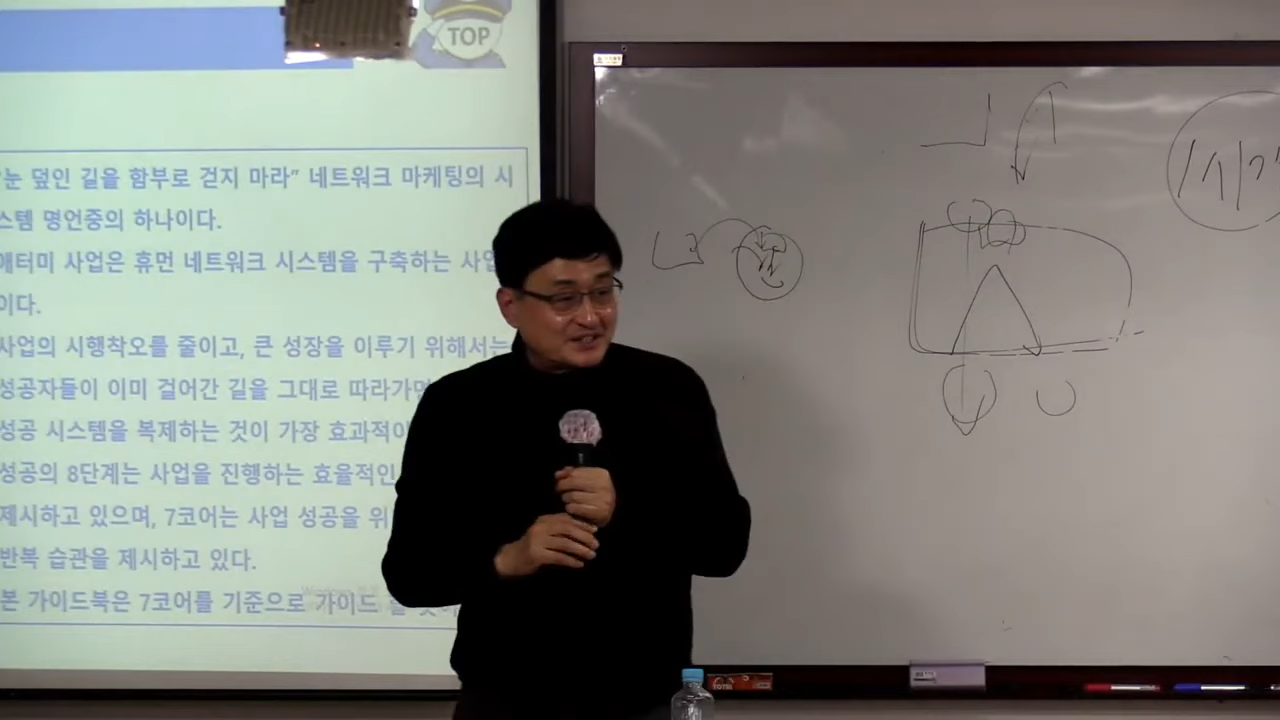 TOP
"눈 덮인 길을 함부로 걷지 마라" 네트워크 마케팅의 시
스템 명언중의 하나이다.
애터미 사업은 휴먼 네트워크 시스템을 구축하는 사업
이다.
사업의 시행착오를 줄이고, 큰 성장을 이루기 위해서는
성공자들이 이미 걸어간 길을 그대로 따라가면
성공 시스템을 복제하는 것이 가장 효과적이
성공의 8단계는 사업을 진행하는 효율적인
제시하고 있으며, 7코어는 사업 성공을 위
반복 습관을 제시하고 있다.
본 가이드북은 7코어를 기준으로 가이드